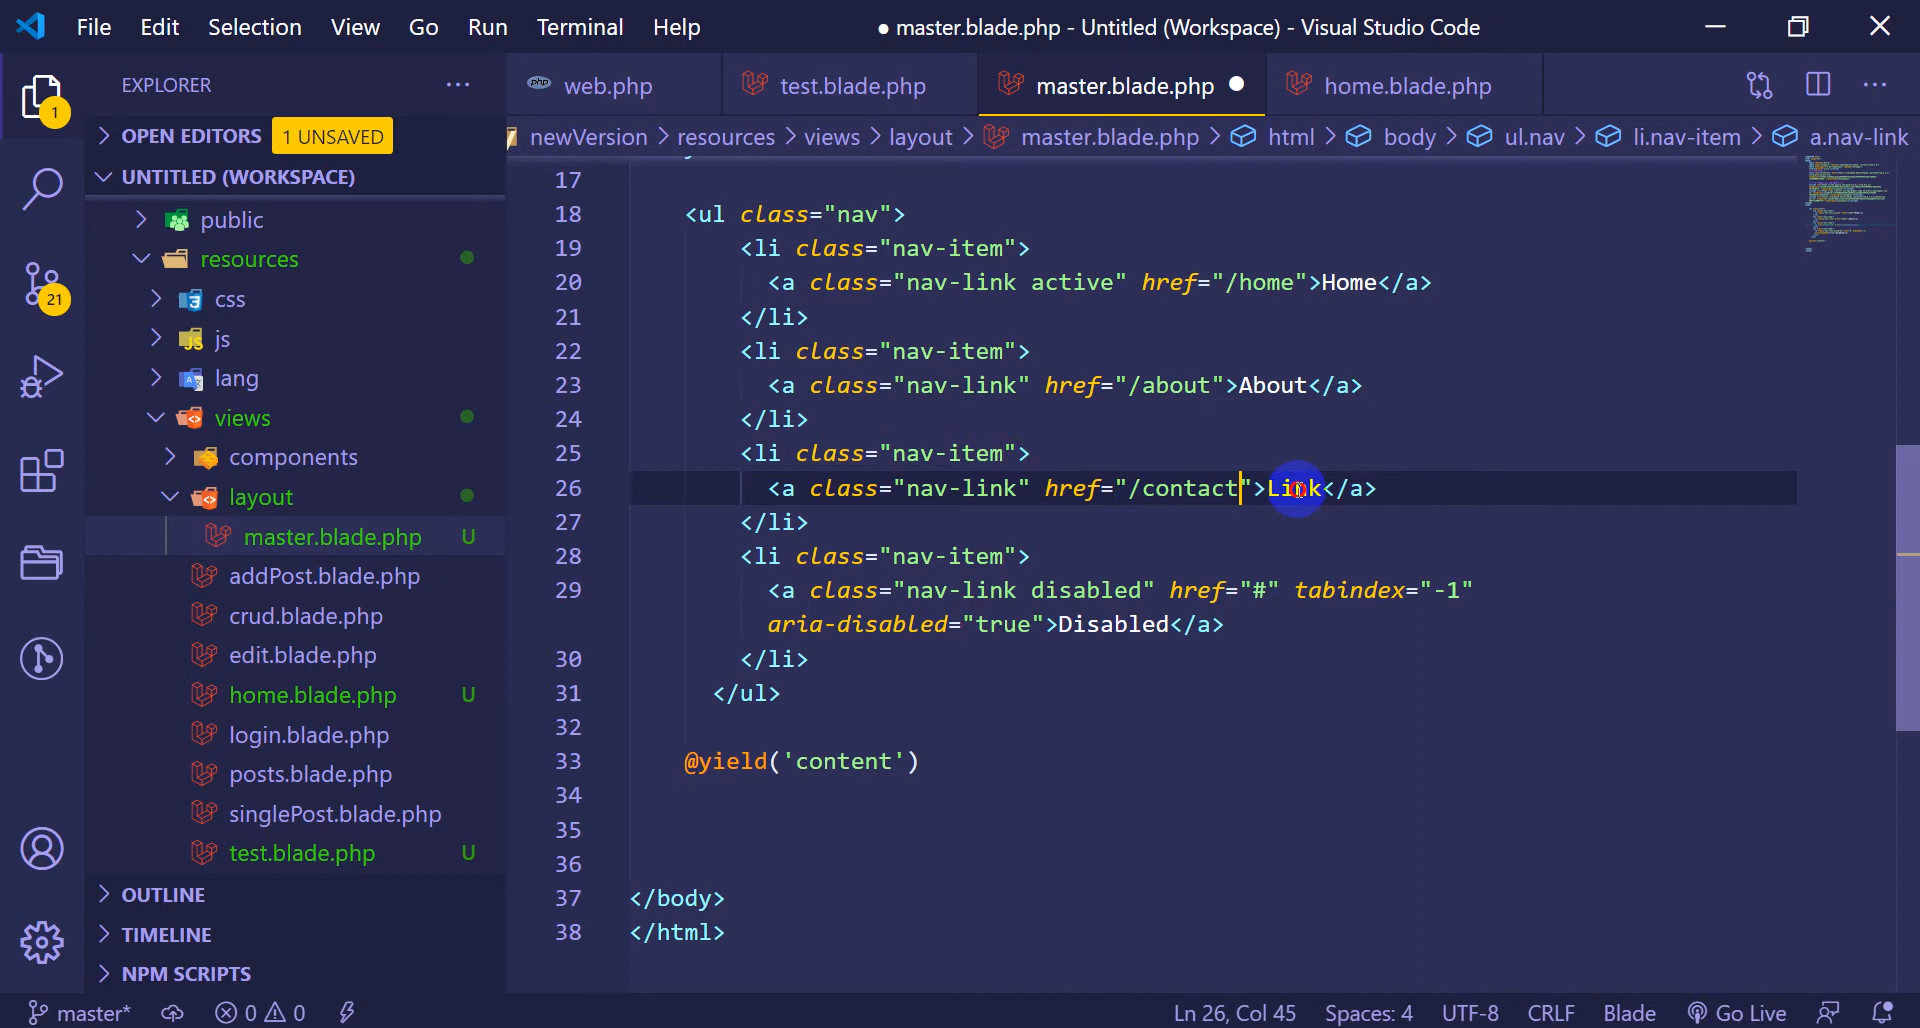 File Edit Selection View Go Run Terminal Help
● master.blade.php - Untitled (Workspace) - Visual Studio Code
EXPLORER ···
1
OPEN EDITORS 1 UNSAVED
UNTITLED (WORKSPACE)
public
resources
css
js
lang
views
components
layout
master.blade.php U
addPost.blade.php
crud.blade.php
edit.blade.php
home.blade.php U
login.blade.php
posts.blade.php
singlePost.blade.php
test.blade.php U
OUTLINE
TIMELINE
NPM SCRIPTS
21
php web.php test.blade.php master.blade.php ● home.blade.php ···
newVersion > resources > views > layout > master.blade.php > html > body > ul.nav > li.nav-item > a.nav-link
17
18 <ul class="nav">
19 <li class="nav-item">
20 <a class="nav-link active" href="/home">Home</a>
21 </li>
22 <li class="nav-item">
23 <a class="nav-link" href="/about">About</a>
24 </li>
25 <li class="nav-item">
26 <a class="nav-link" href="/contact">Link</a>
27 </li>
28 <li class="nav-item">
29 <a class="nav-link disabled" href="#" tabindex="-1"
aria-disabled="true">Disabled</a>
30 </li>
31 </ul>
32
33 @yield('content')
34
35
36
37 </body>
38 </html>
master* 0 0 Ln 26, Col 45 Spaces: 4 UTF-8 CRLF Blade Go Live